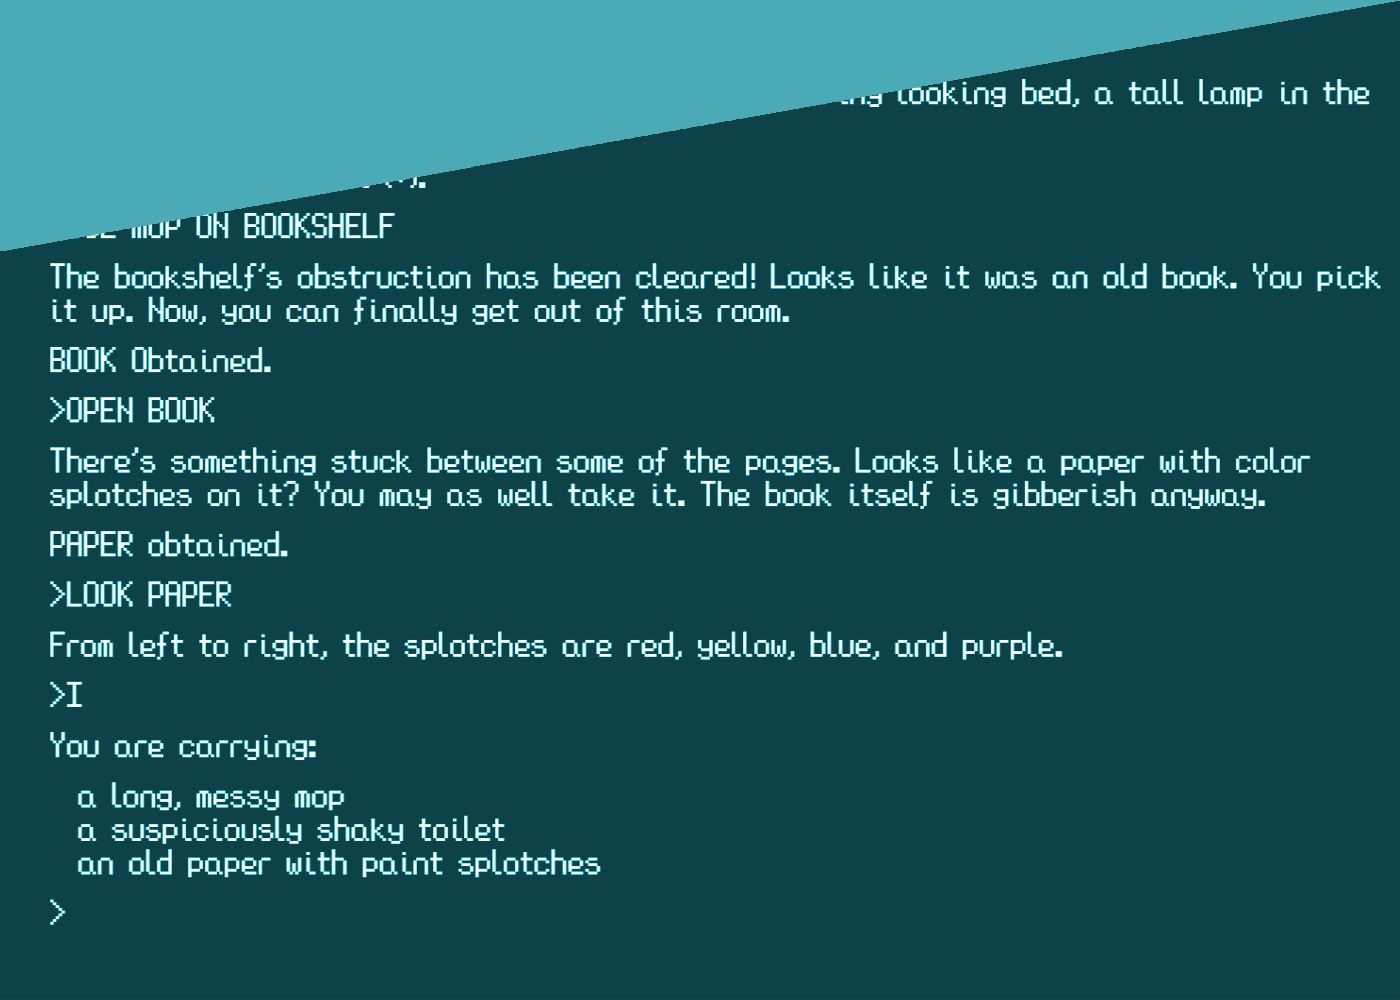 looking bed, a tall lamp in the
MOP ON BOOKSHELF
The bookshelf's obstruction has been cleared! Looks like it was an old book. You pick
it up. Now, you can finally get out of this room.
BOOK Obtained.
>OPEN BOOK
There's something stuck between some of the pages. Looks like a paper with color
splotches on it? You may as well take it. The book itself is gibberish anyway.
PAPER obtained.
>LOOK PAPER
From left to right, the splotches are red, yellow, blue, and purple.
>I
You are carrying:
a long, messy mop
a suspiciously shaky toilet
an old paper with paint splotches
>